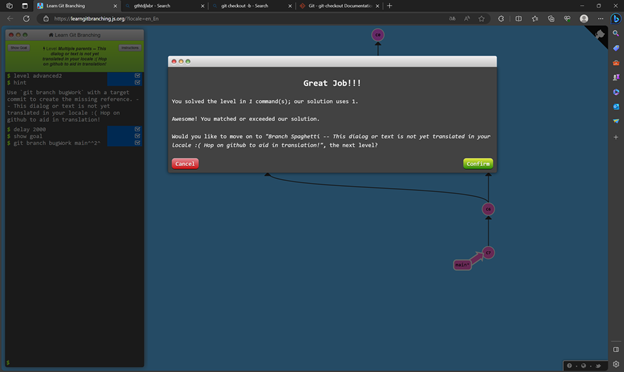 Learn Git Branching
githtdjsbr - Search
git checkout -b - Search
Git - git-checkout Documentation
https://learngitbranching.js.org/?locale=en_En
Learn Git Branching
Level Multiple parents -- This
dialog or text is not yet
translated in your locale :( Hop
on github to aid in translation!
$ level advanced2
$ hint
Use `git branch bugWork` with a target
commit to create the missing reference. -
- This dialog or text is not yet
translated in your locale :( Hop on
github to aid in translation!
$ delay 2000
$ show goal
$ git branch bugWork main^^2^
$
Great Job!!!
You solved the level in 1 command(s); our solution uses 1.
Awesome! You matched or exceeded our solution.
Would you like to move on to "Branch Spaghetti -- This dialog or text is not yet translated in your
locale :( Hop on github to aid in translation!", the next level?
Cancel
Confirm
main*